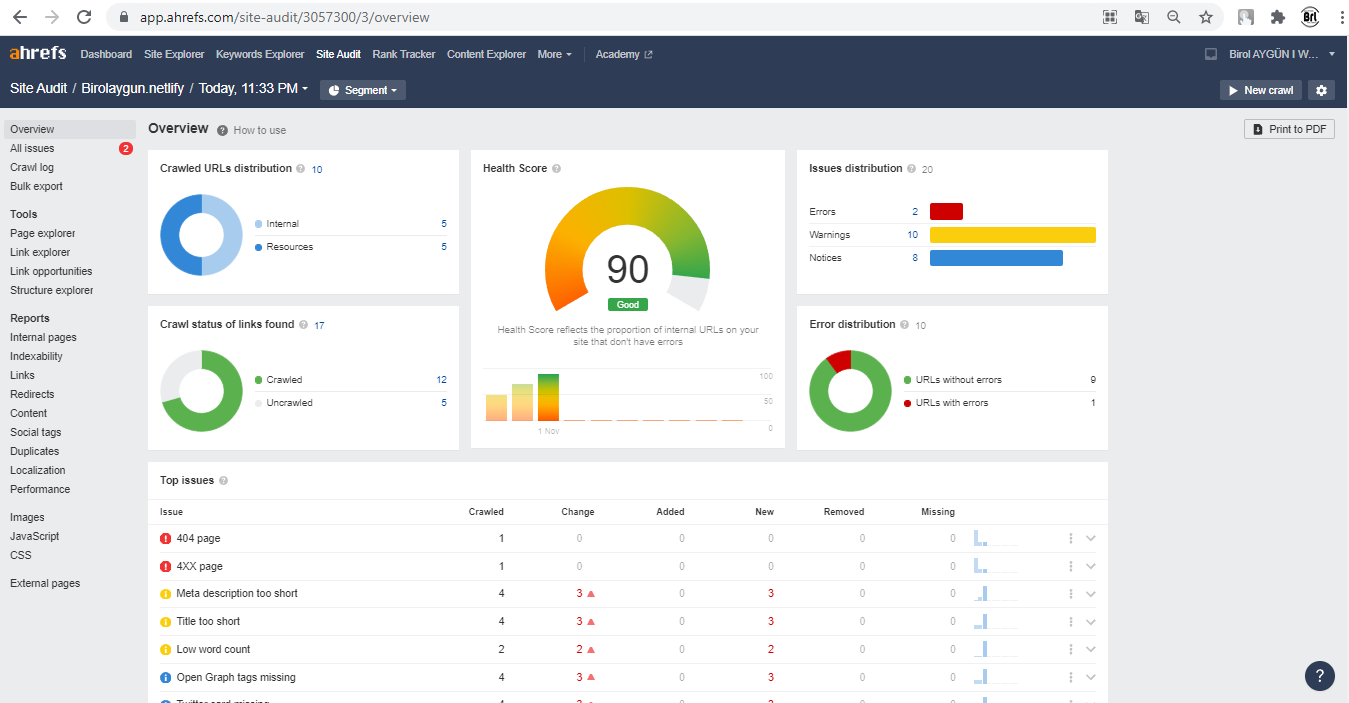 app.ahrefs.com/site-audit/3057300/3/overview
Brl
ahrefs Dashboard Site Explorer Keywords Explorer Site Audit Rank Tracker Content Explorer More Academy Birol AYGÜN I W...
Site Audit / Birolaygun.netlify / Today, 11:33 PM Segment New crawl
Overview
All issues 2
Crawl log
Bulk export
Tools
Page explorer
Link explorer
Link opportunities
Structure explorer
Reports
Internal pages
Indexability
Links
Redirects
Content
Social tags
Duplicates
Localization
Performance
Images
JavaScript
CSS
External pages
Overview ? How to use Print to PDF
Crawled URLs distribution ? 10
Internal 5
Resources 5
Crawl status of links found ? 17
Crawled 12
Uncrawled 5
Health Score ?
90
Good
Health Score reflects the proportion of internal URLs on your
site that don't have errors
100
50
0
1 Nov
Issues distribution ? 20
Errors 2
Warnings 10
Notices 8
Error distribution ? 10
URLs without errors 9
URLs with errors 1
Top issues ?
Issue Crawled Change Added New Removed Missing
404 page 1 0 0 0 0 0
4XX page 1 0 0 0 0 0
Meta description too short 4 3 0 3 0 0
Title too short 4 3 0 3 0 0
Low word count 2 2 0 2 0 0
Open Graph tags missing 4 3 0 3 0 0
?